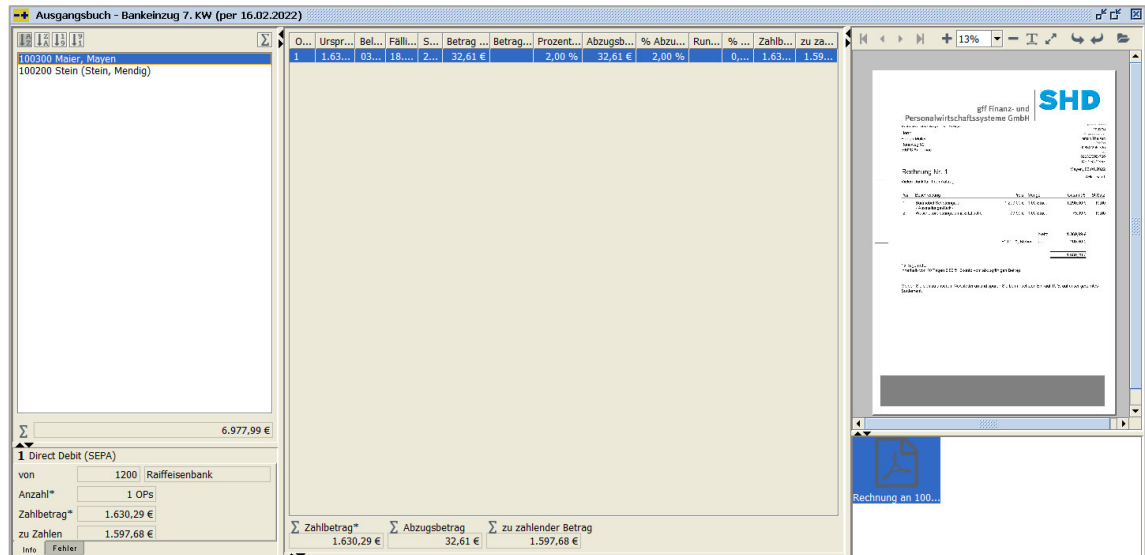 Ausgangsbuch - Bankeinzug 7. KW (per 16.02.2022)
100300 Maier, Mayen
100200 Stein (Stein, Mendig)
Σ 6.977,99 €
1 Direct Debit (SEPA)
von 1200 Raiffeisenbank
Anzahl* 1 OPs
Zahlbetrag* 1.630,29 €
zu Zahlen 1.597,68 €
Info Fehler
O... Urspr... Bel... Fälli... S... Betrag ... Betrag... Prozent... Abzugsb... % Abzu... Run... % ... Zahlb... zu za...
1 1.63... 03... 18.... 2... 32,61 € 2,00 % 32,61 € 2,00 % 0,... 1.63... 1.59...
Σ Zahlbetrag* Σ Abzugsbetrag Σ zu zahlender Betrag
1.630,29 € 32,61 € 1.597,68 €
13%
SHD
gff Finanz- und
Personalwirtschaftssysteme GmbH
Rechnung Nr. 1
Rechnung an 100...